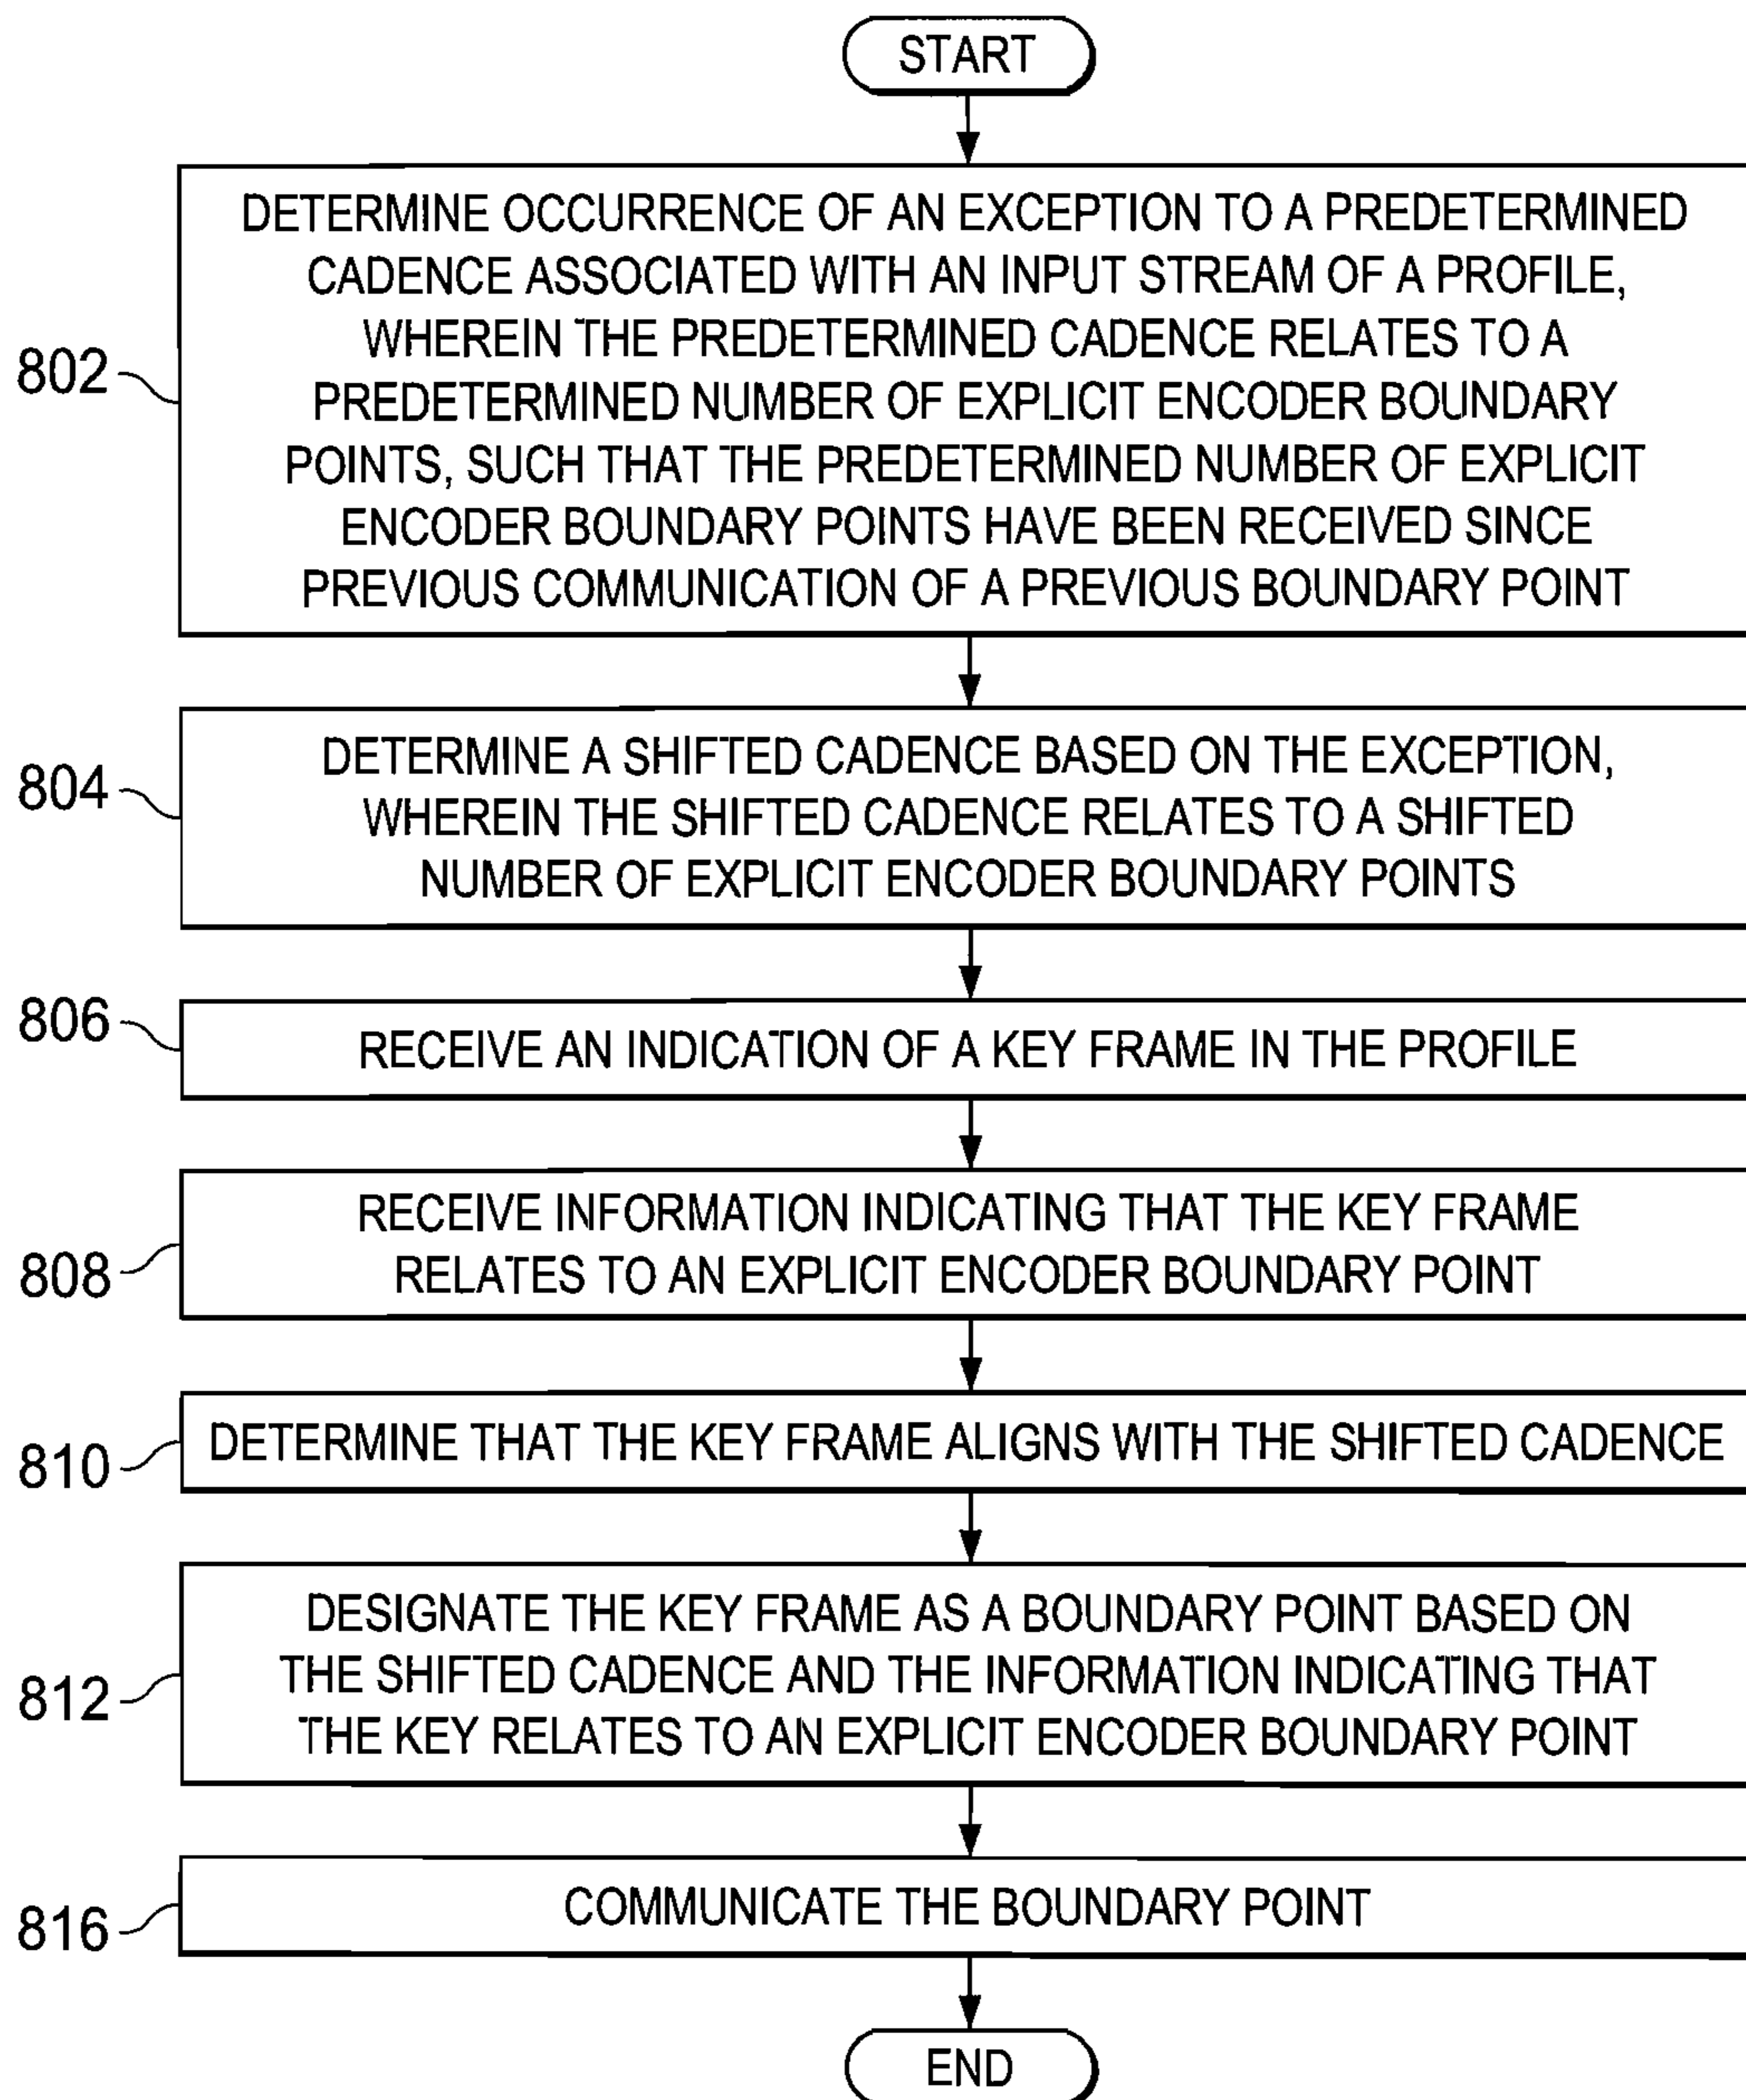 START
DETERMINE OCCURRENCE OF AN EXCEPTION TO A PREDETERMINED
CADENCE ASSOCIATED WITH AN INPUT STREAM OF A PROFILE,
WHEREIN THE PREDETERMINED CADENCE RELATES TO A
PREDETERMINED NUMBER OF EXPLICIT ENCODER BOUNDARY
POINTS, SUCH THAT THE PREDETERMINED NUMBER OF EXPLICIT
ENCODER BOUNDARY POINTS HAVE BEEN RECEIVED SINCE
PREVIOUS COMMUNICATION OF A PREVIOUS BOUNDARY POINT
802
DETERMINE A SHIFTED CADENCE BASED ON THE EXCEPTION,
WHEREIN THE SHIFTED CADENCE RELATES TO A SHIFTED
NUMBER OF EXPLICIT ENCODER BOUNDARY POINTS
804
RECEIVE AN INDICATION OF A KEY FRAME IN THE PROFILE
806
RECEIVE INFORMATION INDICATING THAT THE KEY FRAME
RELATES TO AN EXPLICIT ENCODER BOUNDARY POINT
808
DETERMINE THAT THE KEY FRAME ALIGNS WITH THE SHIFTED CADENCE
810
DESIGNATE THE KEY FRAME AS A BOUNDARY POINT BASED ON
THE SHIFTED CADENCE AND THE INFORMATION INDICATING THAT
THE KEY RELATES TO AN EXPLICIT ENCODER BOUNDARY POINT
812
COMMUNICATE THE BOUNDARY POINT
816
END